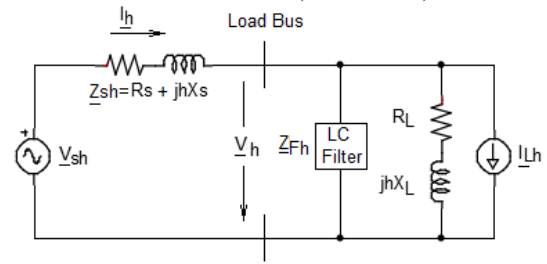 Ih
Load Bus
Zsh=Rs + jhXs
+
Vsh
Vh
ZFh
LC
Filter
RL
jhXL
ILh